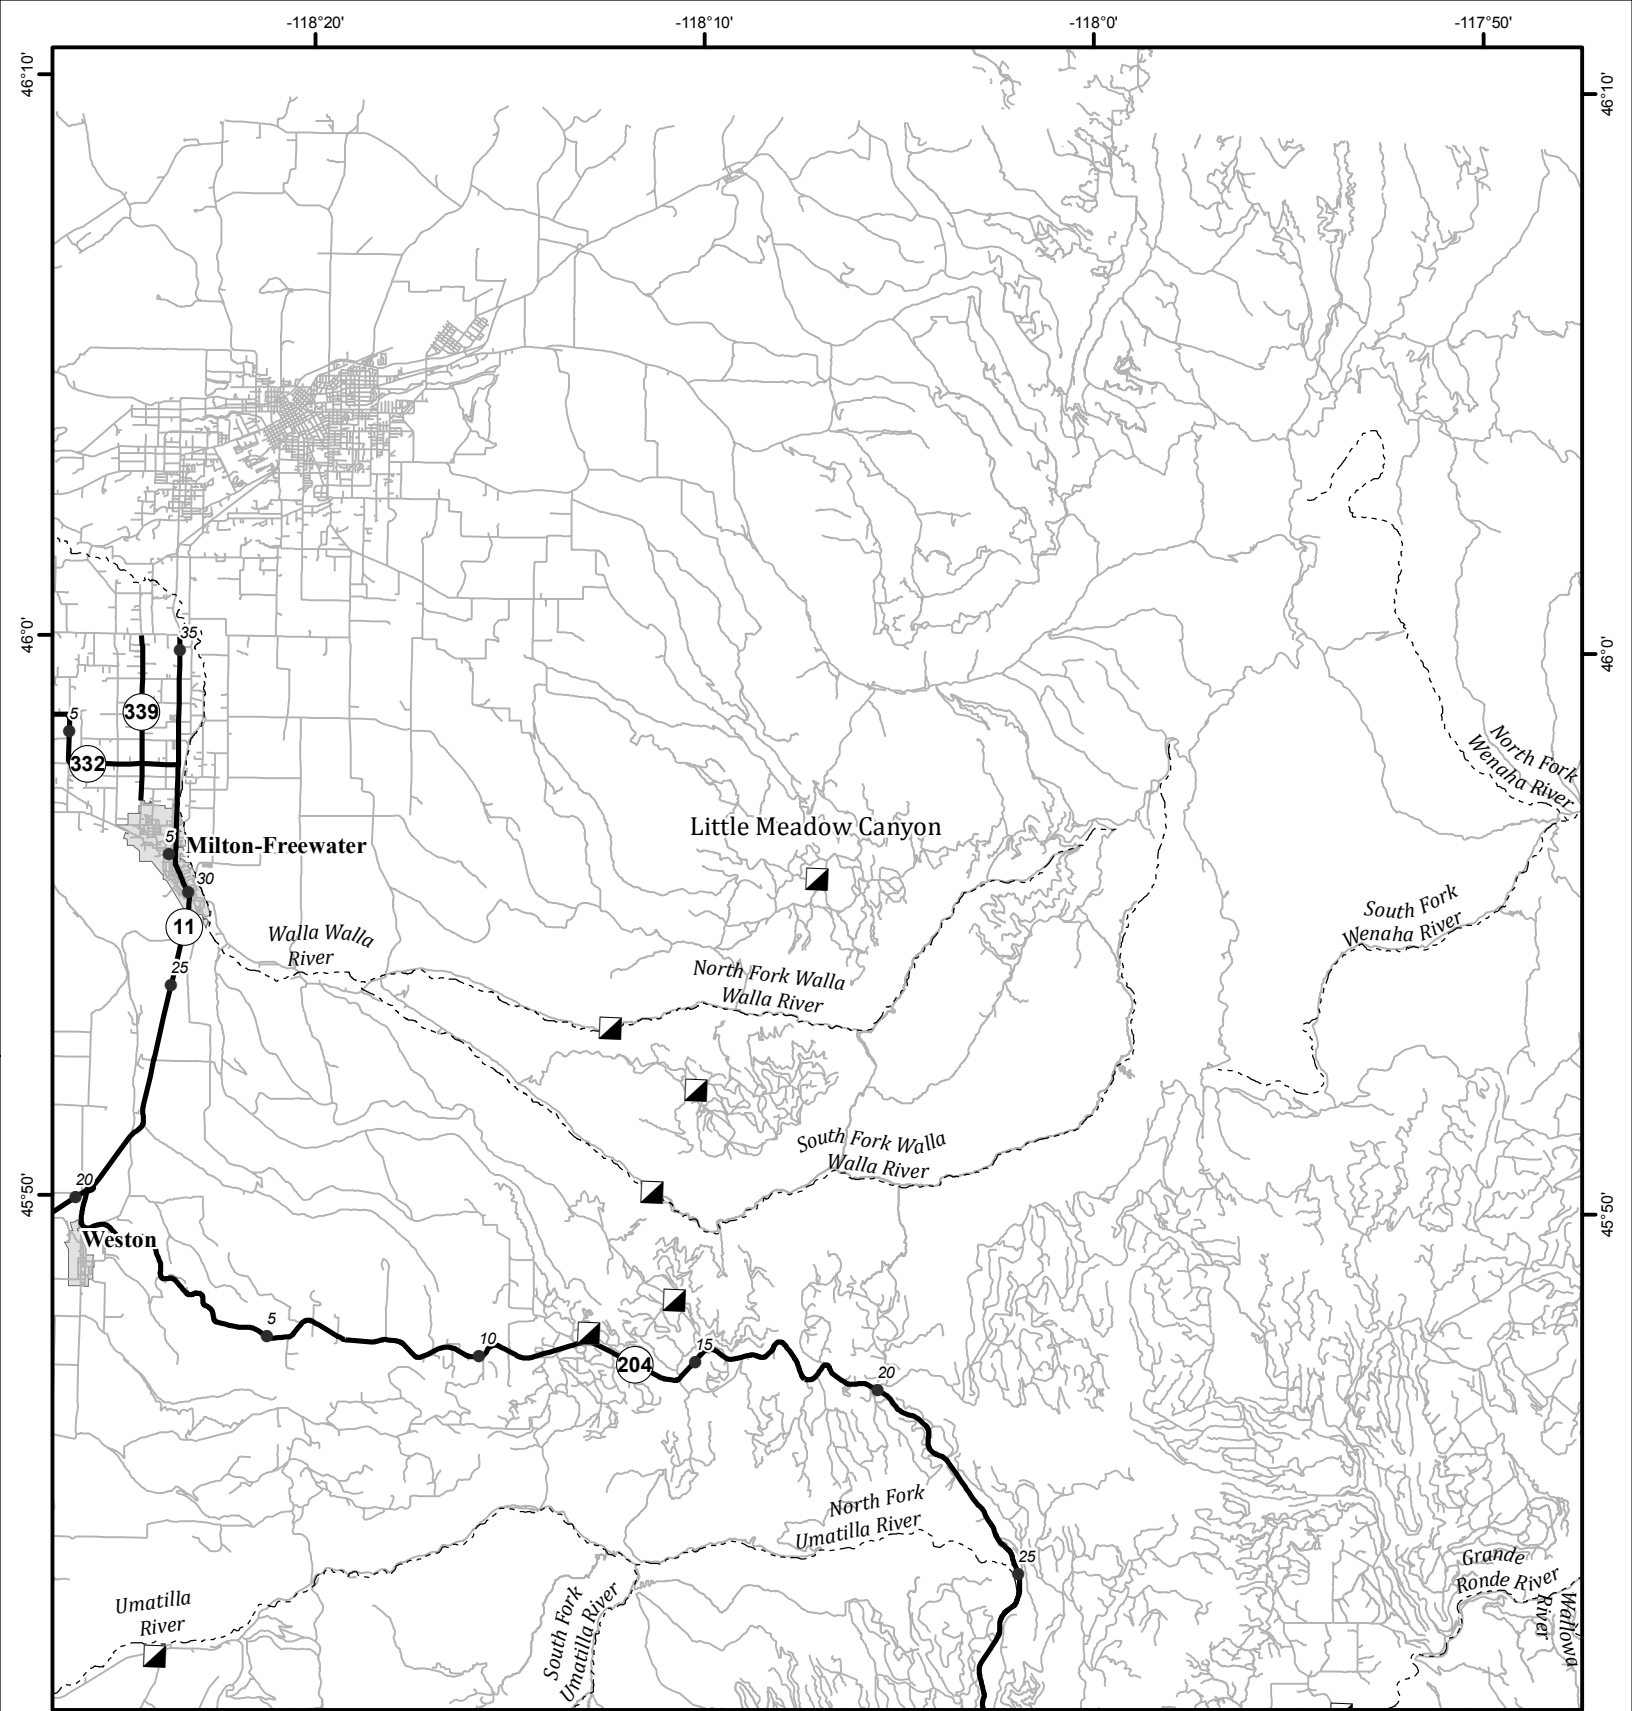 -118°20'
-118°10'
-118°0'
-117°50'
46°10'
46°10'
35
46°0'
46°0'
5
339
332
North Fork
Wenaha River
5
Milton-Freewater
Little Meadow Canyon
30
11
South Fork
Wenaha River
Walla Walla
River
25
North Fork Walla
Walla River
South Fork Walla
Walla River
20
45°50'
45°50'
Weston
5
10
15
204
20
North Fork
Umatilla River
25
Grande
Ronde River
Umatilla
River
South Fork
Umatilla River
Wallowa
River